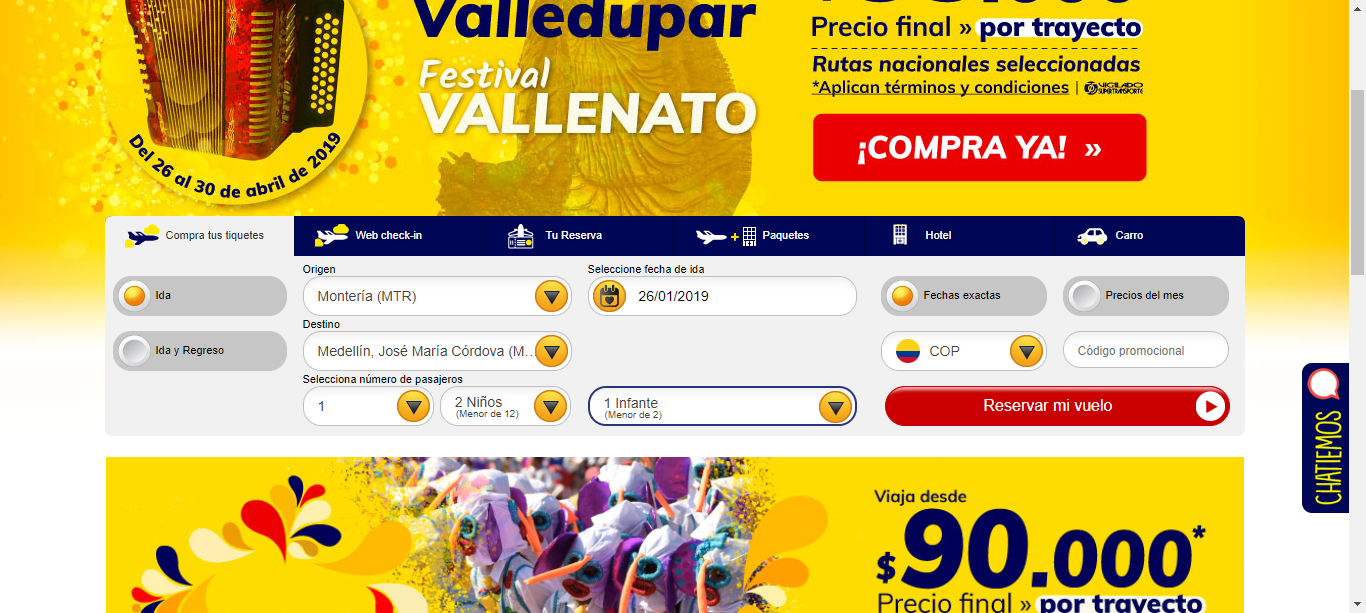 Valledupar
Festival
VALLENATO
Del 26 al 30 de abril de 2019
Precio final » por trayecto
Rutas nacionales seleccionadas
*Aplican términos y condiciones | VIGILADO
SUPERTRANSPORTE
¡COMPRA YA! »
Compra tus tiquetes
Web check-in
Tu Reserva
Paquetes
Hotel
Carro
Ida
Ida y Regreso
Origen
Montería (MTR)
Seleccione fecha de ida
26/01/2019
Fechas exactas
Precios del mes
Destino
Medellín, José María Córdova (M...
COP
Código promocional
Selecciona número de pasajeros
1
2 Niños
(Menor de 12)
1 Infante
(Menor de 2)
Reservar mi vuelo
CHATIEMOS
Viaja desde
$90.000*
Precio final » por trayecto